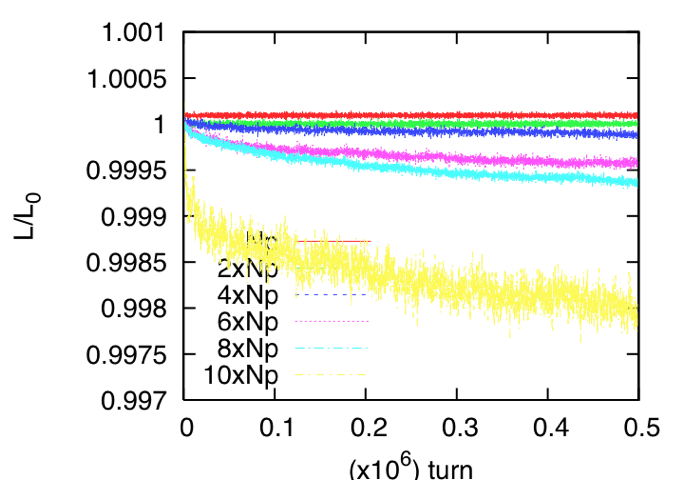 1.001
1.0005
1
0.9995
0.999
0.9985
0.998
0.9975
0.997
L/L0
Np
2xNp
4xNp
6xNp
8xNp
10xNp
0 0.1 0.2 0.3 0.4 0.5
(x10^6) turn